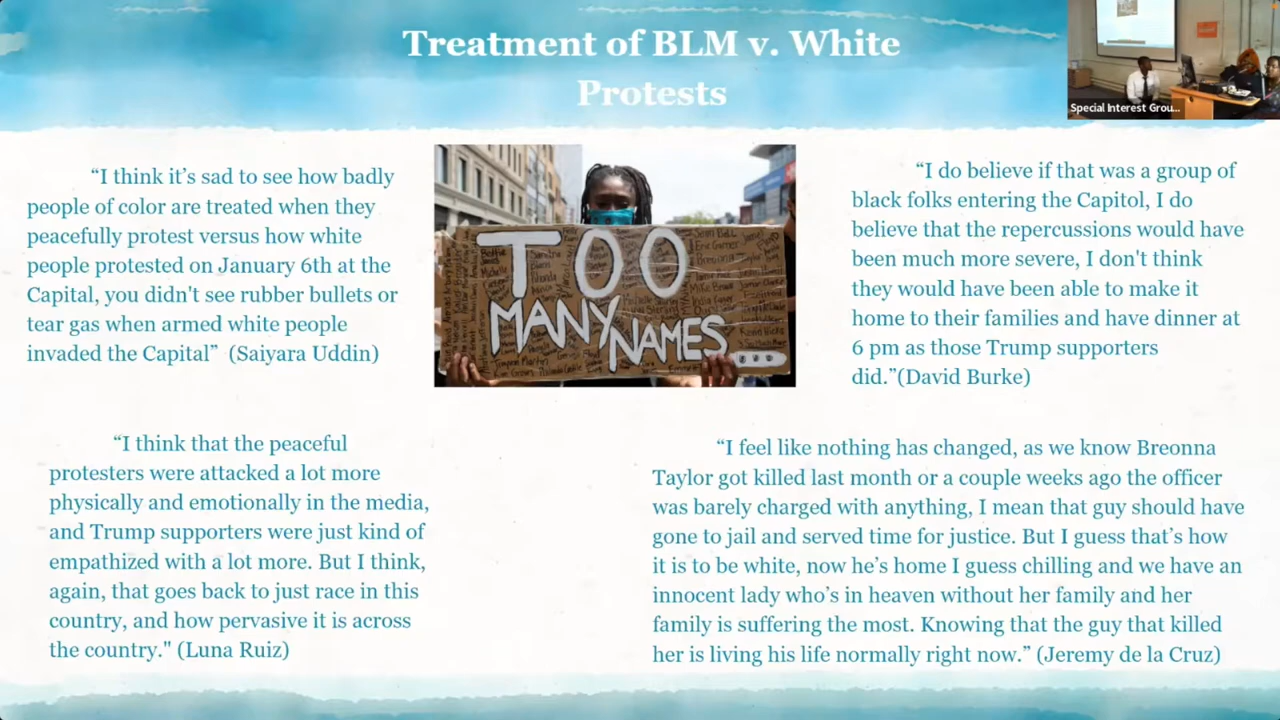 Treatment of BLM v. White
Protests
Special Interest Grou...
“I think it’s sad to see how badly
people of color are treated when they
peacefully protest versus how white
people protested on January 6th at the
Capital, you didn't see rubber bullets or
tear gas when armed white people
invaded the Capital” (Saiyara Uddin)
TOO
MANY NAMES...
“I do believe if that was a group of
black folks entering the Capitol, I do
believe that the repercussions would have
been much more severe, I don't think
they would have been able to make it
home to their families and have dinner at
6 pm as those Trump supporters
did.”(David Burke)
“I think that the peaceful
protesters were attacked a lot more
physically and emotionally in the media,
and Trump supporters were just kind of
empathized with a lot more. But I think,
again, that goes back to just race in this
country, and how pervasive it is across
the country." (Luna Ruiz)
“I feel like nothing has changed, as we know Breonna
Taylor got killed last month or a couple weeks ago the officer
was barely charged with anything, I mean that guy should have
gone to jail and served time for justice. But I guess that’s how
it is to be white, now he’s home I guess chilling and we have an
innocent lady who’s in heaven without her family and her
family is suffering the most. Knowing that the guy that killed
her is living his life normally right now.” (Jeremy de la Cruz)